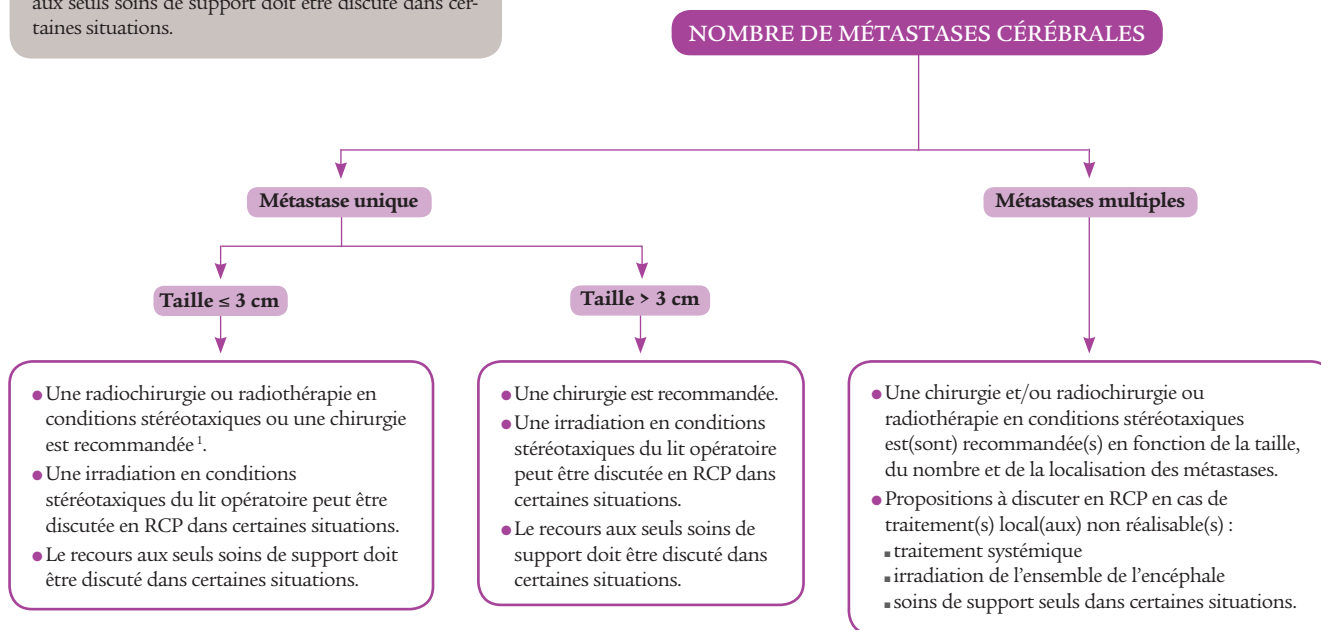 aux seuls soins de support doit être discuté dans cer-
taines situations.
NOMBRE DE MÉTASTASES CÉRÉBRALES
Métastase unique
Métastases multiples
Taille ≤ 3 cm
Taille > 3 cm
● Une radiochirurgie ou radiothérapie en
conditions stéréotaxiques ou une chirurgie
est recommandée 1.
● Une irradiation en conditions
stéréotaxiques du lit opératoire peut être
discutée en RCP dans certaines situations.
● Le recours aux seuls soins de support doit
être discuté dans certaines situations.
● Une chirurgie est recommandée.
● Une irradiation en conditions
stéréotaxiques du lit opératoire
peut être discutée en RCP dans
certaines situations.
● Le recours aux seuls soins de
support doit être discuté dans
certaines situations.
● Une chirurgie et/ou radiochirurgie ou
radiothérapie en conditions stéréotaxiques
est(sont) recommandée(s) en fonction de la taille,
du nombre et de la localisation des métastases.
● Propositions à discuter en RCP en cas de
traitement(s) local(aux) non réalisable(s) :
■ traitement systémique
■ irradiation de l’ensemble de l’encéphale
■ soins de support seuls dans certaines situations.